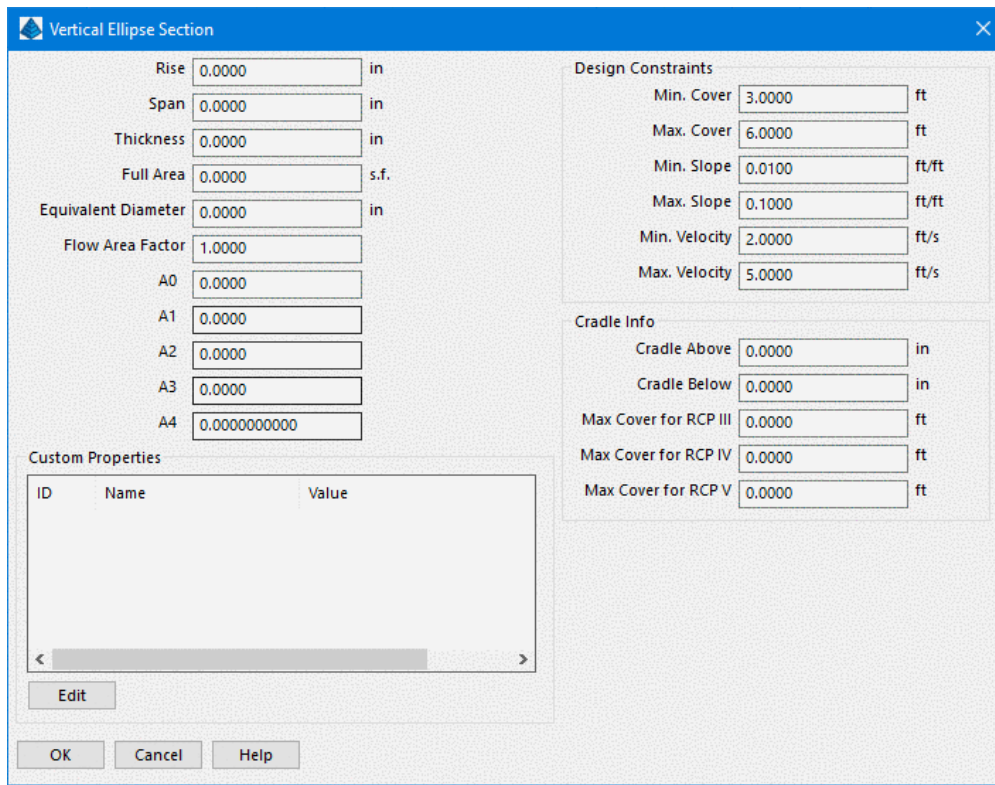 Vertical Ellipse Section
Rise 0.0000 in
Span 0.0000 in
Thickness 0.0000 in
Full Area 0.0000 s.f.
Equivalent Diameter 0.0000 in
Flow Area Factor 1.0000
A0 0.0000
A1 0.0000
A2 0.0000
A3 0.0000
A4 0.0000000000
Custom Properties
ID Name Value
Edit
Design Constraints
Min. Cover 3.0000 ft
Max. Cover 6.0000 ft
Min. Slope 0.0100 ft/ft
Max. Slope 0.1000 ft/ft
Min. Velocity 2.0000 ft/s
Max. Velocity 5.0000 ft/s
Cradle Info
Cradle Above 0.0000 in
Cradle Below 0.0000 in
Max Cover for RCP III 0.0000 ft
Max Cover for RCP IV 0.0000 ft
Max Cover for RCP V 0.0000 ft
OK Cancel Help